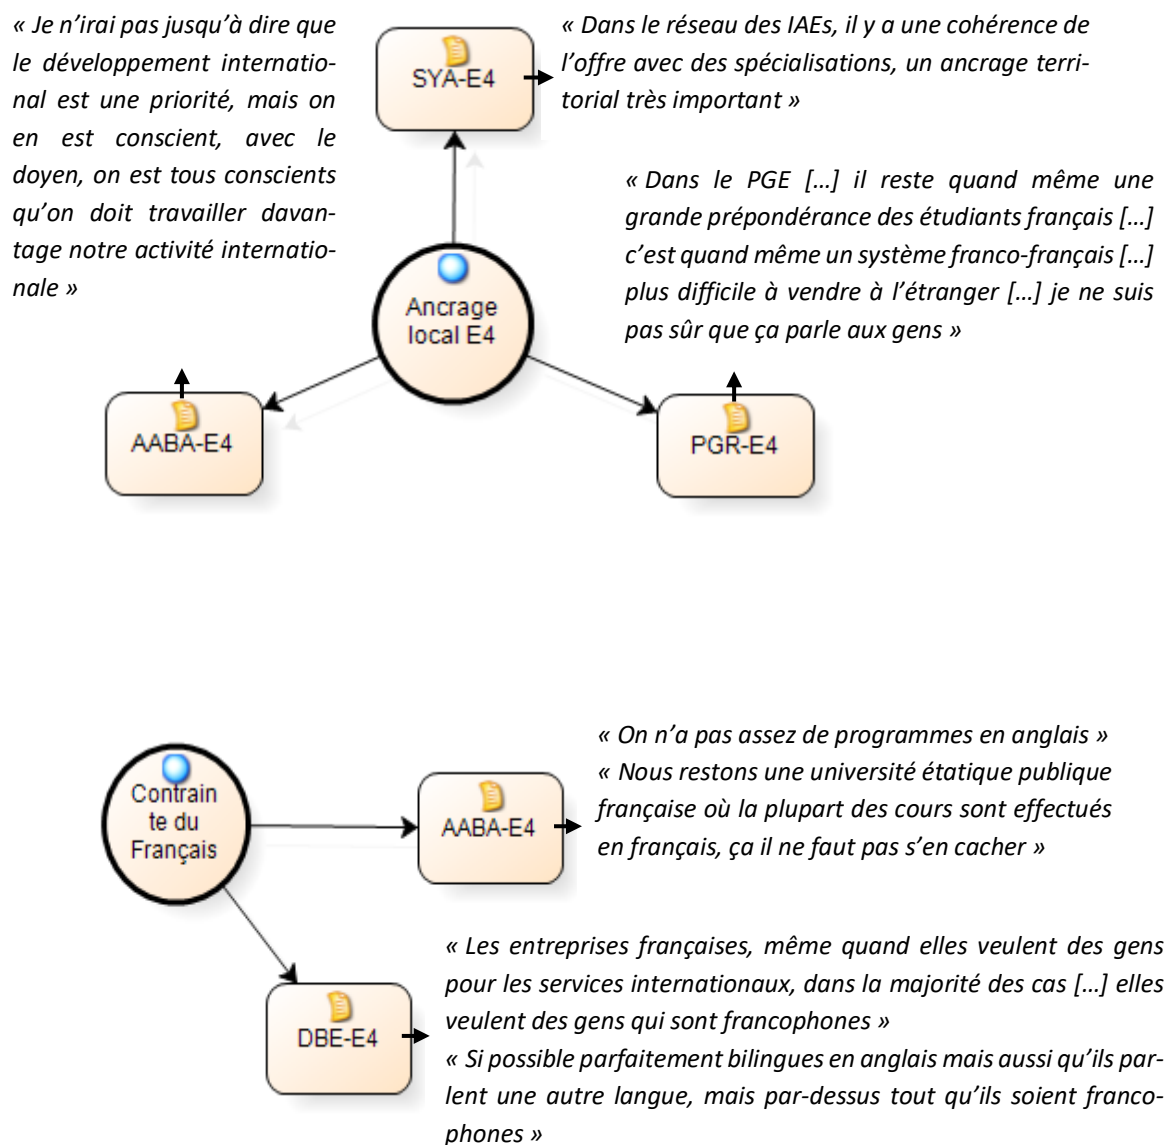 « Je n’irai pas jusqu’à dire que
le développement internatio-
nal est une priorité, mais on
en est conscient, avec le
doyen, on est tous conscients
qu’on doit travailler davan-
tage notre activité internatio-
nale »
SYA-E4
« Dans le réseau des IAEs, il y a une cohérence de
l’offre avec des spécialisations, un ancrage terri-
torial très important »
« Dans le PGE […] il reste quand même une
grande prépondérance des étudiants français […]
c’est quand même un système franco-français […]
plus difficile à vendre à l’étranger […] je ne suis
pas sûr que ça parle aux gens »
Ancrage
local E4
AABA-E4
PGR-E4
Contrain
te du
Français
AABA-E4
« On n’a pas assez de programmes en anglais »
« Nous restons une université étatique publique
française où la plupart des cours sont effectués
en français, ça il ne faut pas s’en cacher »
DBE-E4
« Les entreprises françaises, même quand elles veulent des gens
pour les services internationaux, dans la majorité des cas […] elles
veulent des gens qui sont francophones »
« Si possible parfaitement bilingues en anglais mais aussi qu’ils par-
lent une autre langue, mais par-dessus tout qu’ils soient franco-
phones »